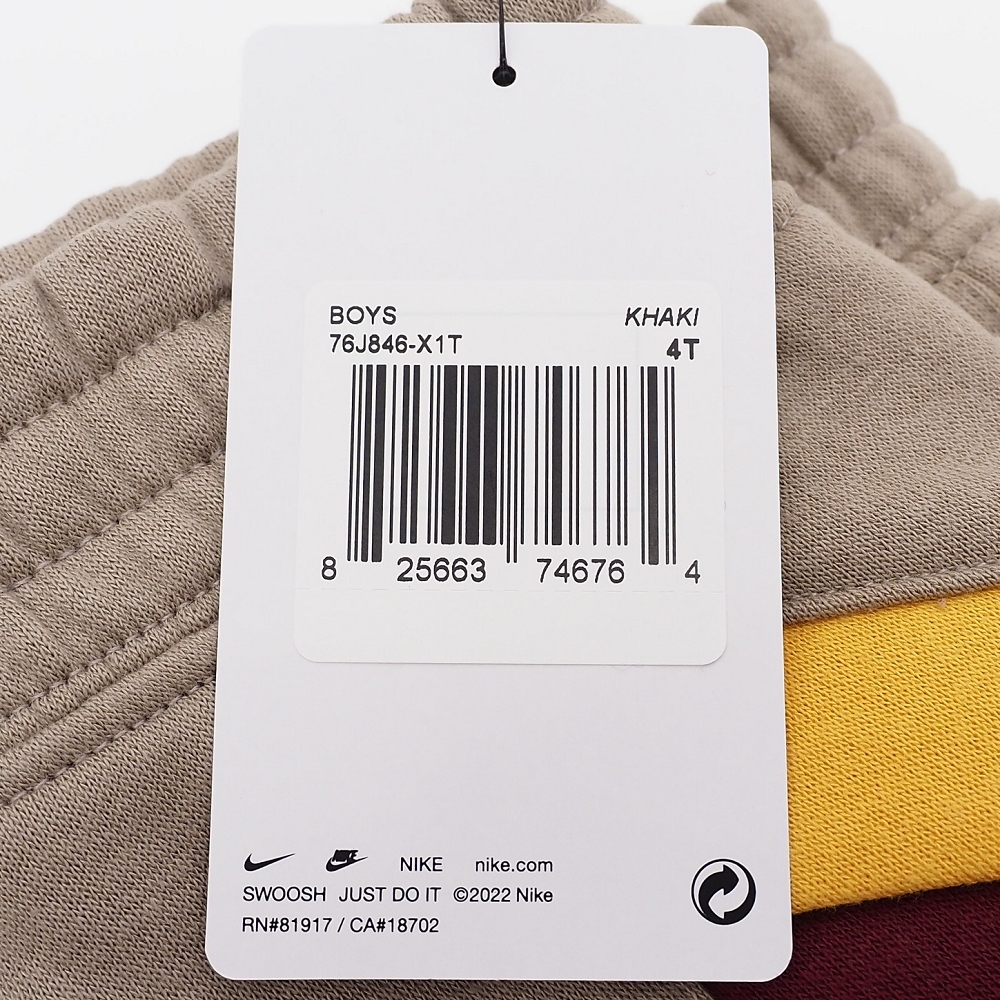 BOYS KHAKI
76J846-X1T 4T
8 25663 74676 4
NIKE NIKE nike.com
SWOOSH JUST DO IT ©2022 Nike
RN#81917 / CA#18702